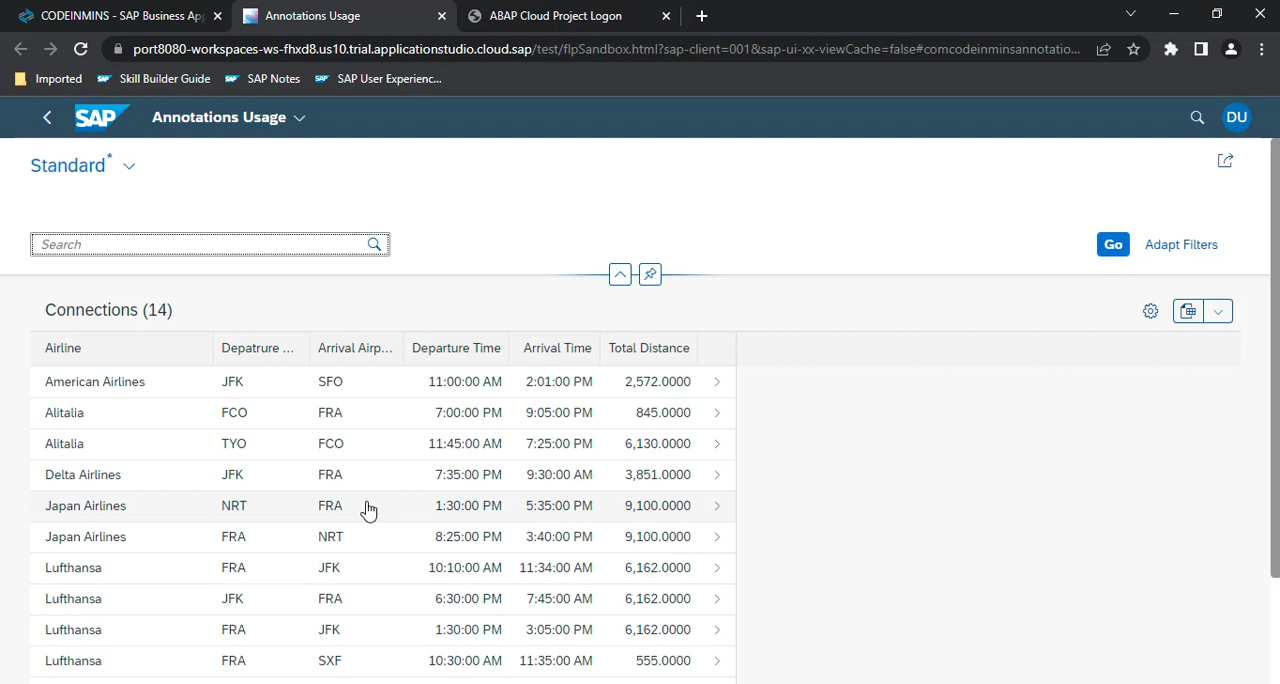 CODEINMINS - SAP Business Ap
Annotations Usage
ABAP Cloud Project Logon
port8080-workspaces-ws-fhxd8.us10.trial.applicationstudio.cloud.sap/test/flpSandbox.html?sap-client=001&sap-ui-xx-viewCache=false#comcodeinminsannotatio...
Imported
SAP Skill Builder Guide
SAP SAP Notes
SAP SAP User Experienc...
SAP
Annotations Usage
DU
Standard*
Search
Go
Adapt Filters
Connections (14)
Airline Depatrure ... Arrival Airp... Departure Time Arrival Time Total Distance
American Airlines JFK SFO 11:00:00 AM 2:01:00 PM 2,572.0000
Alitalia FCO FRA 7:00:00 PM 9:05:00 PM 845.0000
Alitalia TYO FCO 11:45:00 AM 7:25:00 PM 6,130.0000
Delta Airlines JFK FRA 7:35:00 PM 9:30:00 AM 3,851.0000
Japan Airlines NRT FRA 1:30:00 PM 5:35:00 PM 9,100.0000
Japan Airlines FRA NRT 8:25:00 PM 3:40:00 PM 9,100.0000
Lufthansa FRA JFK 10:10:00 AM 11:34:00 AM 6,162.0000
Lufthansa JFK FRA 6:30:00 PM 7:45:00 AM 6,162.0000
Lufthansa FRA JFK 1:30:00 PM 3:05:00 PM 6,162.0000
Lufthansa FRA SXF 10:30:00 AM 11:35:00 AM 555.0000